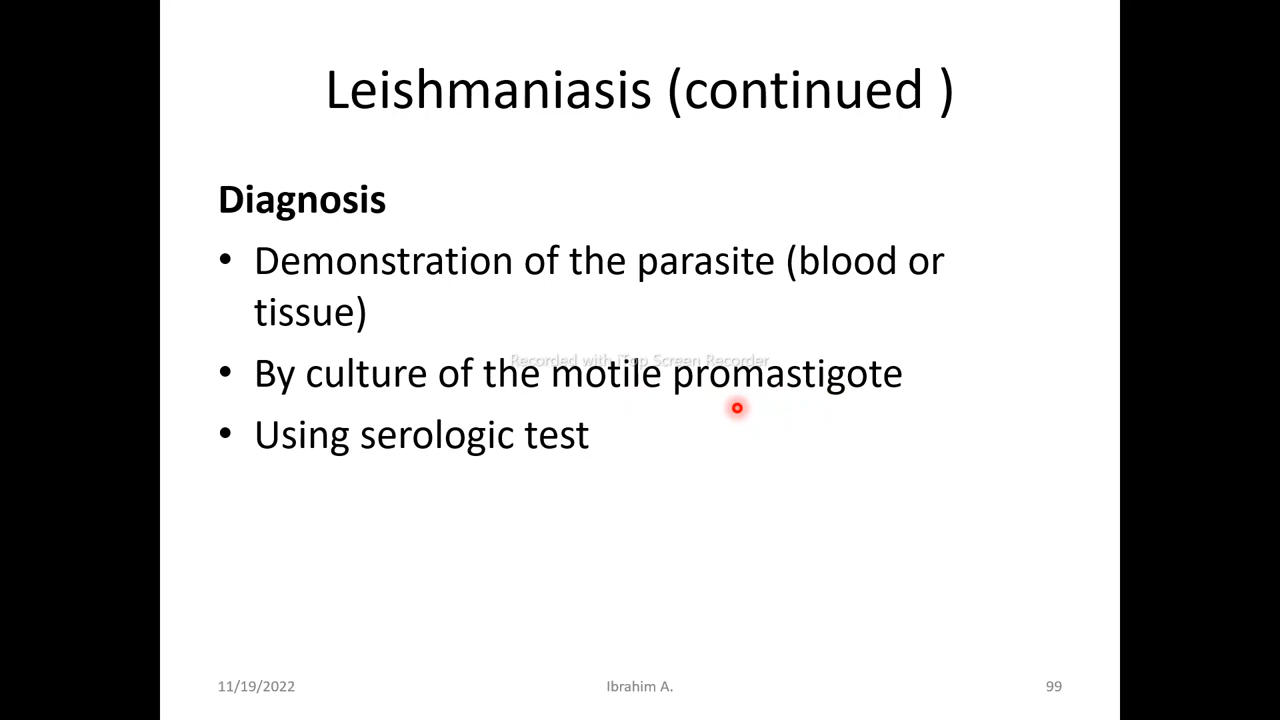 Leishmaniasis (continued )
Diagnosis
• Demonstration of the parasite (blood or
tissue)
Recorded with iTop Screen Recorder
• By culture of the motile promastigote
• Using serologic test
11/19/2022
Ibrahim A.
99